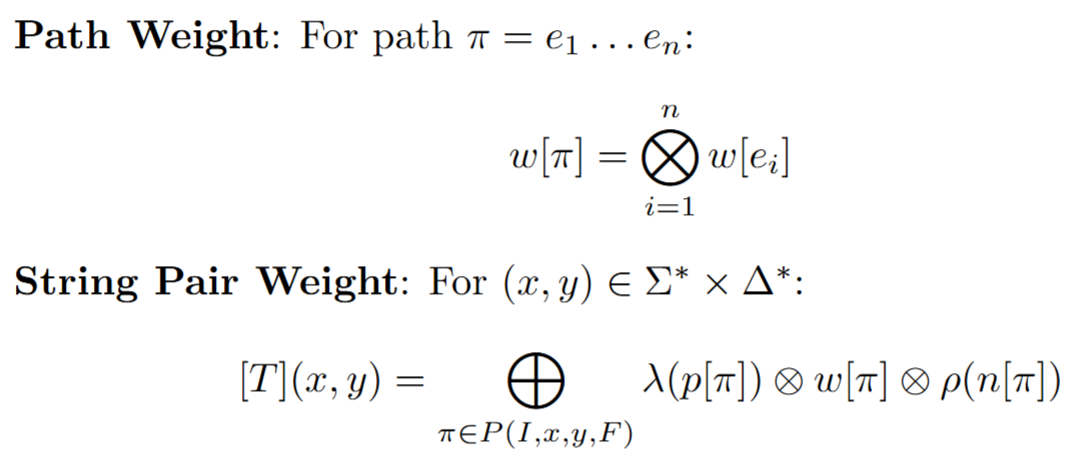 Path Weight: For path π = e₁ … eₙ:
w[π] = ⨂ᵢ₌₁ⁿ w[eᵢ]
String Pair Weight: For (x, y) ∈ Σ* × Δ*:
[T](x, y) = ⨁_{π∈P(I,x,y,F)} λ(p[π]) ⊗ w[π] ⊗ ρ(n[π])